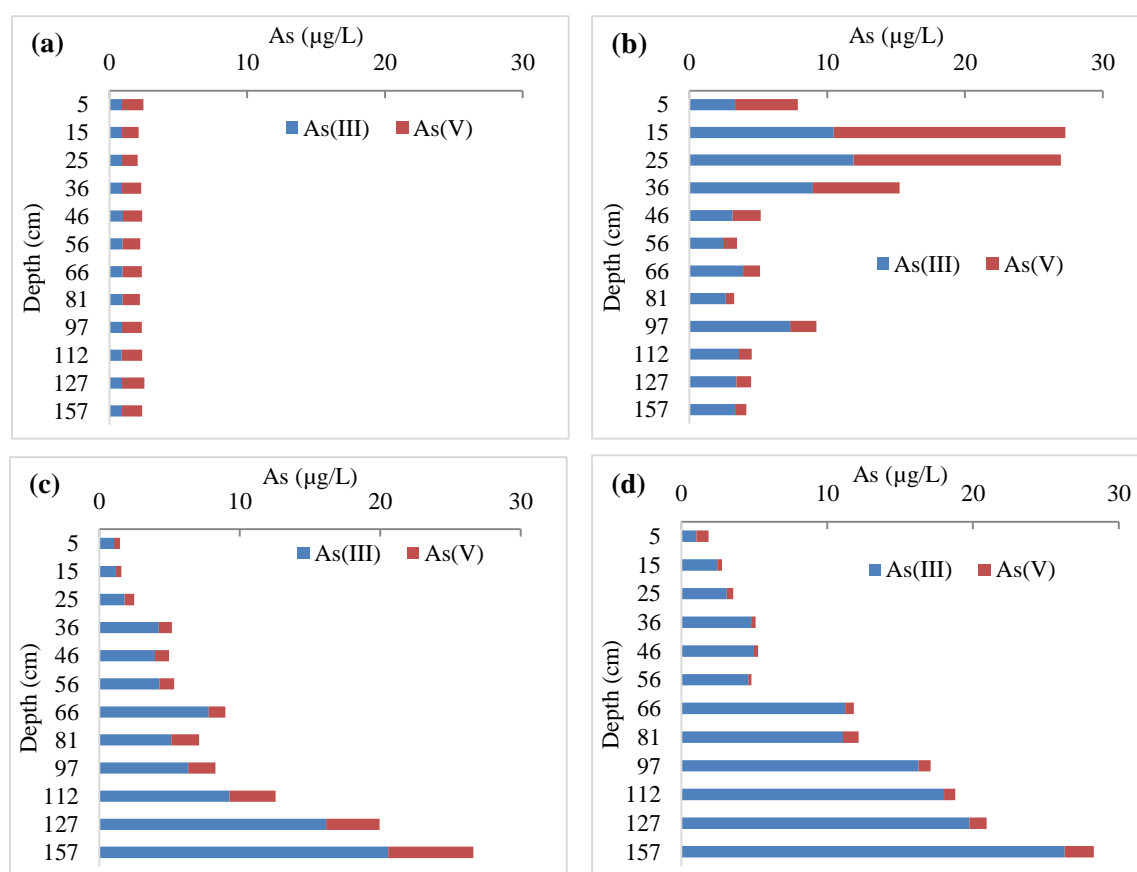 (a)
As (µg/L)
0 10 20 30
As(III) As(V)
Depth (cm)
5
15
25
36
46
56
66
81
97
112
127
157
(b)
As (µg/L)
0 10 20 30
As(III) As(V)
Depth (cm)
5
15
25
36
46
56
66
81
97
112
127
157
(c)
As (µg/L)
0 10 20 30
As(III) As(V)
Depth (cm)
5
15
25
36
46
56
66
81
97
112
127
157
(d)
As (µg/L)
0 10 20 30
As(III) As(V)
Depth (cm)
5
15
25
36
46
56
66
81
97
112
127
157